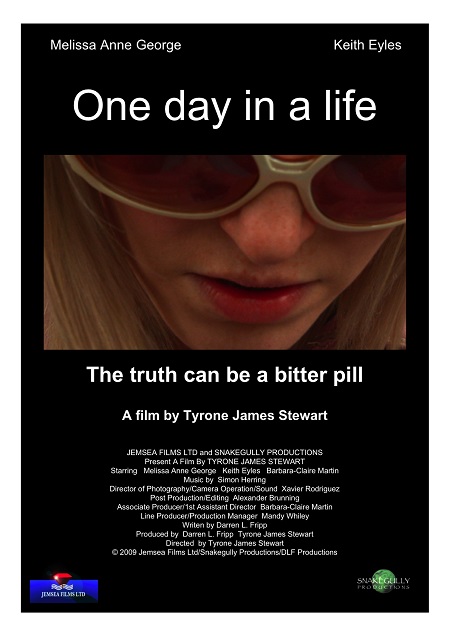 Melissa Anne George
Keith Eyles
One day in a life
The truth can be a bitter pill
A film by Tyrone James Stewart
JEMSEA FILMS LTD and SNAKEGULLY PRODUCTIONS
Present A Film By TYRONE JAMES STEWART
Starring Melissa Anne George Keith Eyles Barbara-Claire Martin
Music by Simon Herring
Director of Photography/Camera Operation/Sound Xavier Rodriguez
Post Production/Editing Alexander Brunning
Associate Producer/1st Assistant Director Barbara-Claire Martin
Line Producer/Production Manager Mandy Whiley
Writen by Darren L. Fripp
Produced by Darren L. Fripp Tyrone James Stewart
Directed by Tyrone James Stewart
© 2009 Jemsea Films Ltd/Snakegully Productions/DLF Productions
JEMSEA FILMS LTD
SNAKEGULLY
PRODUCTIONS